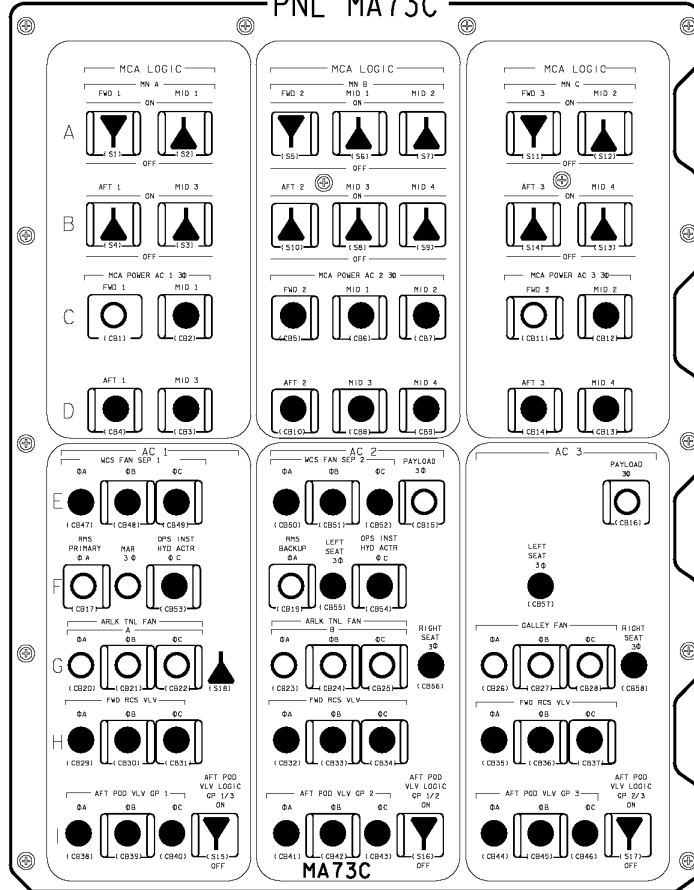 PNL MA73C
MCA LOGIC MCA LOGIC MCA LOGIC
MN A MN B MN C
FWD 1 MID 1 FWD 2 MID 1 MID 2 FWD 3 MID 2
ON ON ON
A
(S1) (S2) (S5) (S6) (S7) (S11) (S12)
OFF OFF OFF
AFT 1 MID 3 AFT 2 MID 3 MID 4 AFT 3 MID 4
ON ON ON
B
(S4) (S3) (S10) (S8) (S9) (S14) (S13)
OFF OFF OFF
MCA POWER AC 1 3Φ MCA POWER AC 2 3Φ MCA POWER AC 3 3Φ
FWD 1 MID 1 FWD 2 MID 1 MID 2 FWD 3 MID 2
C
(CB1) (CB2) (CB5) (CB6) (CB7) (CB11) (CB12)
AFT 1 MID 3 AFT 2 MID 3 MID 4 AFT 3 MID 4
D
(CB4) (CB3) (CB10) (CB8) (CB9) (CB14) (CB13)
AC 1 AC 2 AC 3
WCS FAN SEP 1 WCS FAN SEP 2 PAYLOAD 3Φ PAYLOAD 3Φ
ΦA ΦB ΦC ΦA ΦB ΦC
E
(CB47) (CB48) (CB49) (CB50) (CB51) (CB52) (CB15) (CB16)
RMS PRIMARY ΦA MAR 3Φ OPS INST HYD ACTR ΦC RMS BACKUP ΦA LEFT SEAT 3Φ OPS INST HYD ACTR ΦC LEFT SEAT 3Φ
F
(CB17) (CB53) (CB19) (CB55) (CB54) (CB57)
ARLK TNL FAN ARLK TNL FAN GALLEY FAN
A B RIGHT SEAT 3Φ RIGHT SEAT 3Φ
ΦA ΦB ΦC ΦA ΦB ΦC ΦA ΦB ΦC
G
(CB20) (CB21) (CB22) (S18) (CB23) (CB24) (CB25) (CB56) (CB26) (CB27) (CB28) (CB58)
FWD RCS VLV FWD RCS VLV FWD RCS VLV
ΦA ΦB ΦC ΦA ΦB ΦC ΦA ΦB ΦC
H
(CB29) (CB30) (CB31) (CB32) (CB33) (CB34) (CB35) (CB36) (CB37)
AFT POD VLV GP 1 AFT POD VLV LOGIC GP 1/3 ON AFT POD VLV GP 2 AFT POD VLV LOGIC GP 1/2 ON AFT POD VLV GP 3 AFT POD VLV LOGIC GP 2/3 ON
ΦA ΦB ΦC ΦA ΦB ΦC ΦA ΦB ΦC
I
(CB38) (CB39) (CB40) (S15) (CB41) (CB42) (CB43) (S16) (CB44) (CB45) (CB46) (S17)
OFF OFF OFF
MA73C